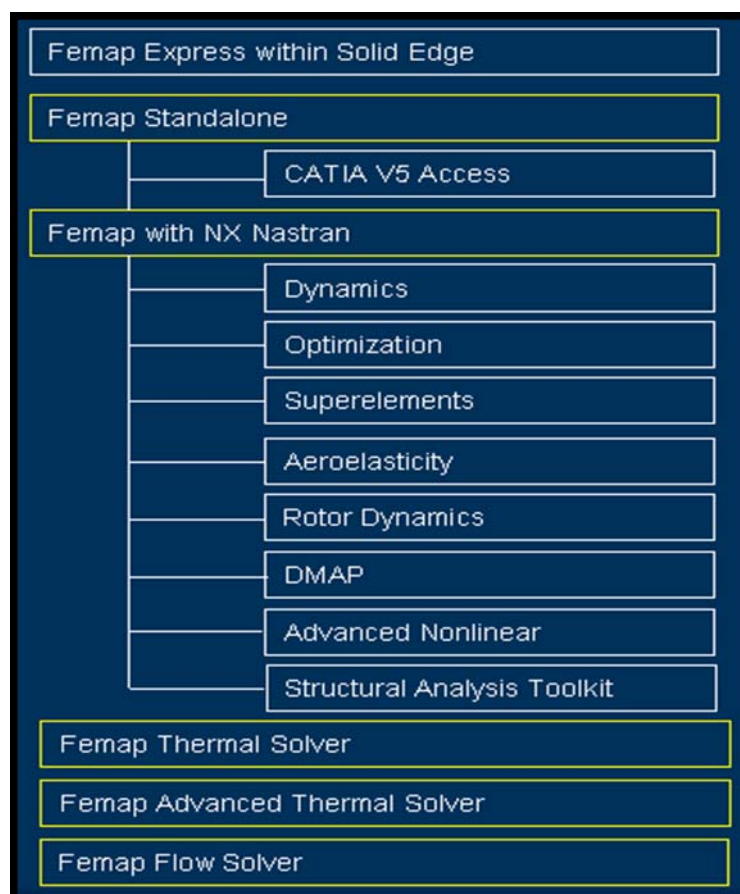 Femap Express within Solid Edge
Femap Standalone
CATIA V5 Access
Femap with NX Nastran
Dynamics
Optimization
Superelements
Aeroelasticity
Rotor Dynamics
DMAP
Advanced Nonlinear
Structural Analysis Toolkit
Femap Thermal Solver
Femap Advanced Thermal Solver
Femap Flow Solver